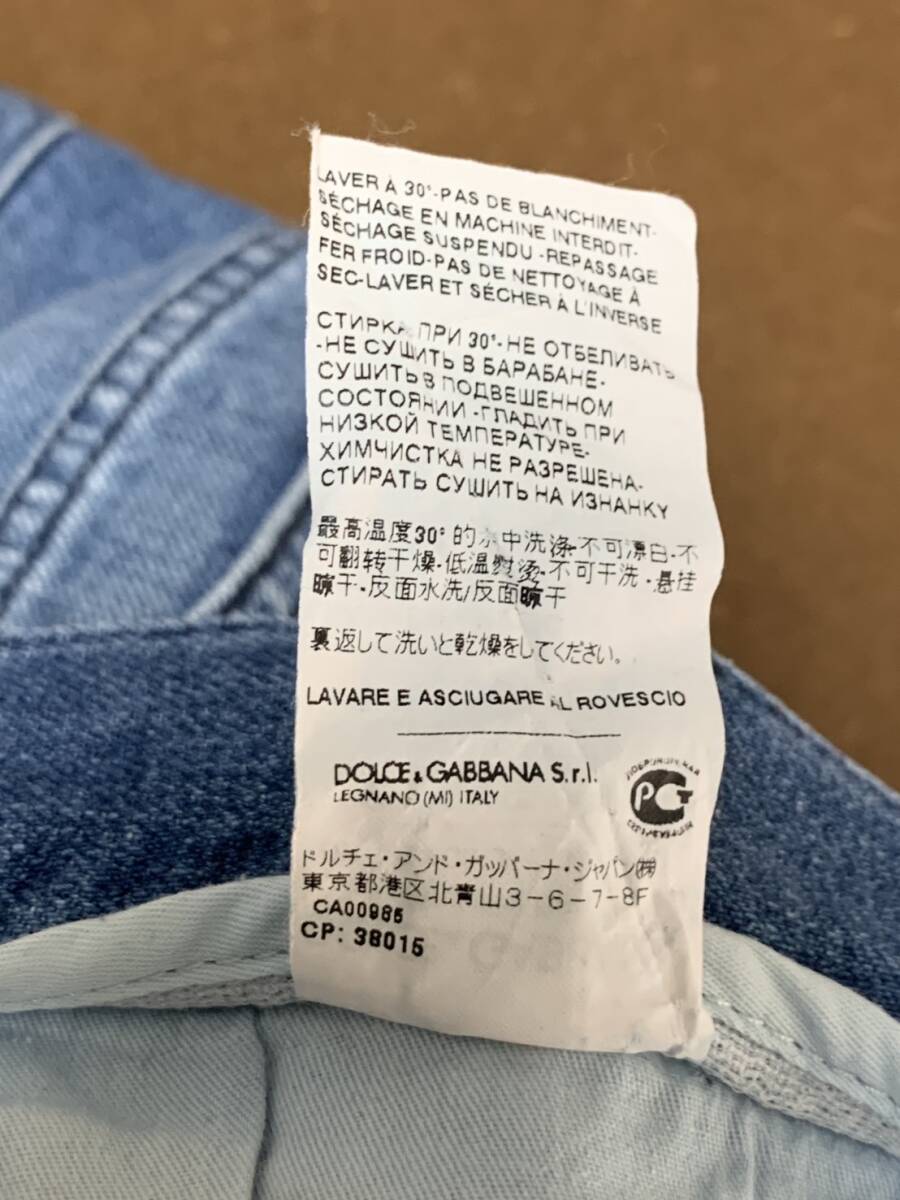 LAVER À 30°-PAS DE BLANCHIMENT-
SÉCHAGE EN MACHINE INTERDIT-
SÉCHAGE SUSPENDU -REPASSAGE
FER FROID-PAS DE NETTOYAGE À
SEC-LAVER ET SÉCHER À L'INVERSE
СТИРКА ПРИ 30°-НЕ ОТБЕЛИВАТЬ
-НЕ СУШИТЬ В БАРАБАНЕ-
СУШИТЬ В ПОДВЕШЕННОМ
СОСТОЯНИИ -ГЛАДИТЬ ПРИ
НИЗКОЙ ТЕМПЕРАТУРЕ-
ХИМЧИСТКА НЕ РАЗРЕШЕНА-
СТИРАТЬ СУШИТЬ НА ИЗНАНКУ
最高温度30°的水中洗涤·不可漂白·不
可翻转干燥·低温熨烫·不可干洗·悬挂
晾干·反面水洗/反面晾干
裏返して洗いと乾燥をしてください。
LAVARE E ASCIUGARE AL ROVESCIO
DOLCE & GABBANA S.r.l.
LEGNANO (MI) ITALY
РСТ
ドルチェ・アンド・ガッバーナ・ジャパン㈱
東京都港区北青山3-6-7-8F
CA00985
CP: 38015